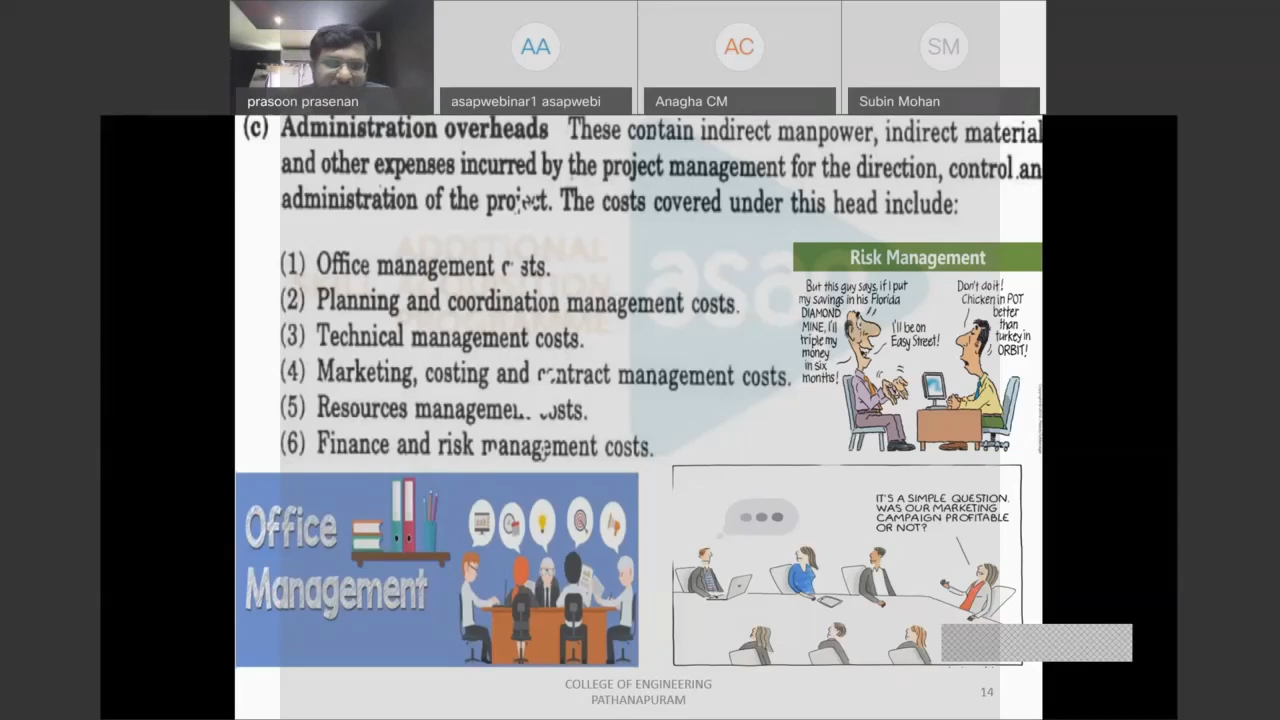 AA
AC
SM
prasoon prasenan
asapwebinar1 asapwebi
Anagha CM
Subin Mohan
(c) Administration overheads These contain indirect manpower, indirect material
and other expenses incurred by the project management for the direction, control an
administration of the project. The costs covered under this head include:
(1) Office management costs.
(2) Planning and coordination management costs.
(3) Technical management costs.
(4) Marketing, costing and contract management costs.
(5) Resources management costs.
(6) Finance and risk management costs.
ADDITIONAL
SKILL ACQUISITION
PROGRAMME
asap
Risk Management
But this guy says, if I put
my savings in his Florida
DIAMOND
MINE, I'll
triple my
money
in six
months!
I'll be on
Easy Street!
Don't do it!
Chicken in POT
better
than
turkey in
ORBIT!
Office
Management
IT'S A SIMPLE QUESTION.
WAS OUR MARKETING
CAMPAIGN PROFITABLE
OR NOT?
COLLEGE OF ENGINEERING
PATHANAPURAM
14